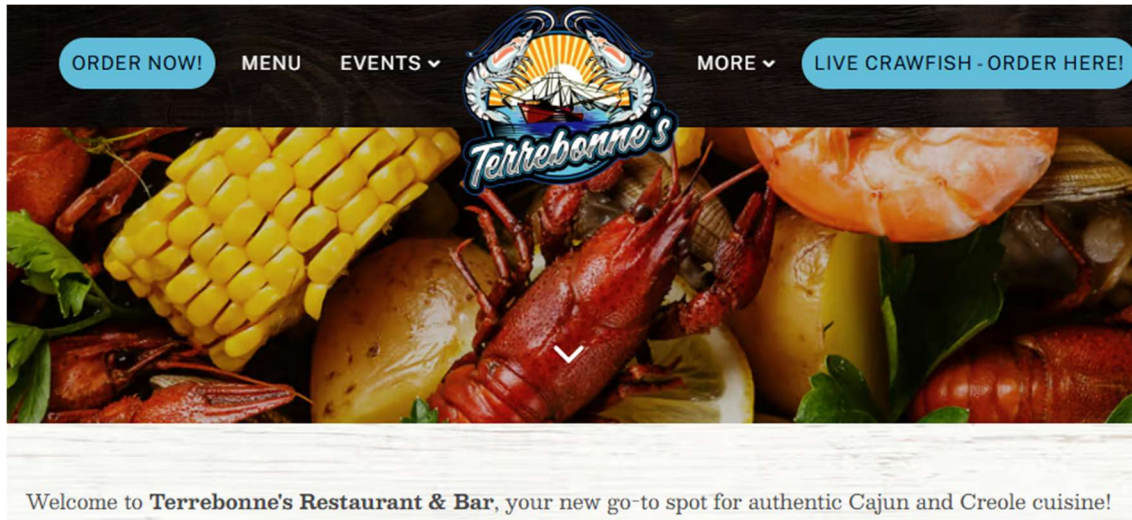 ORDER NOW!
MENU
EVENTS
Terrebonne's
MORE
LIVE CRAWFISH - ORDER HERE!
Welcome to Terrebonne's Restaurant & Bar, your new go-to spot for authentic Cajun and Creole cuisine!